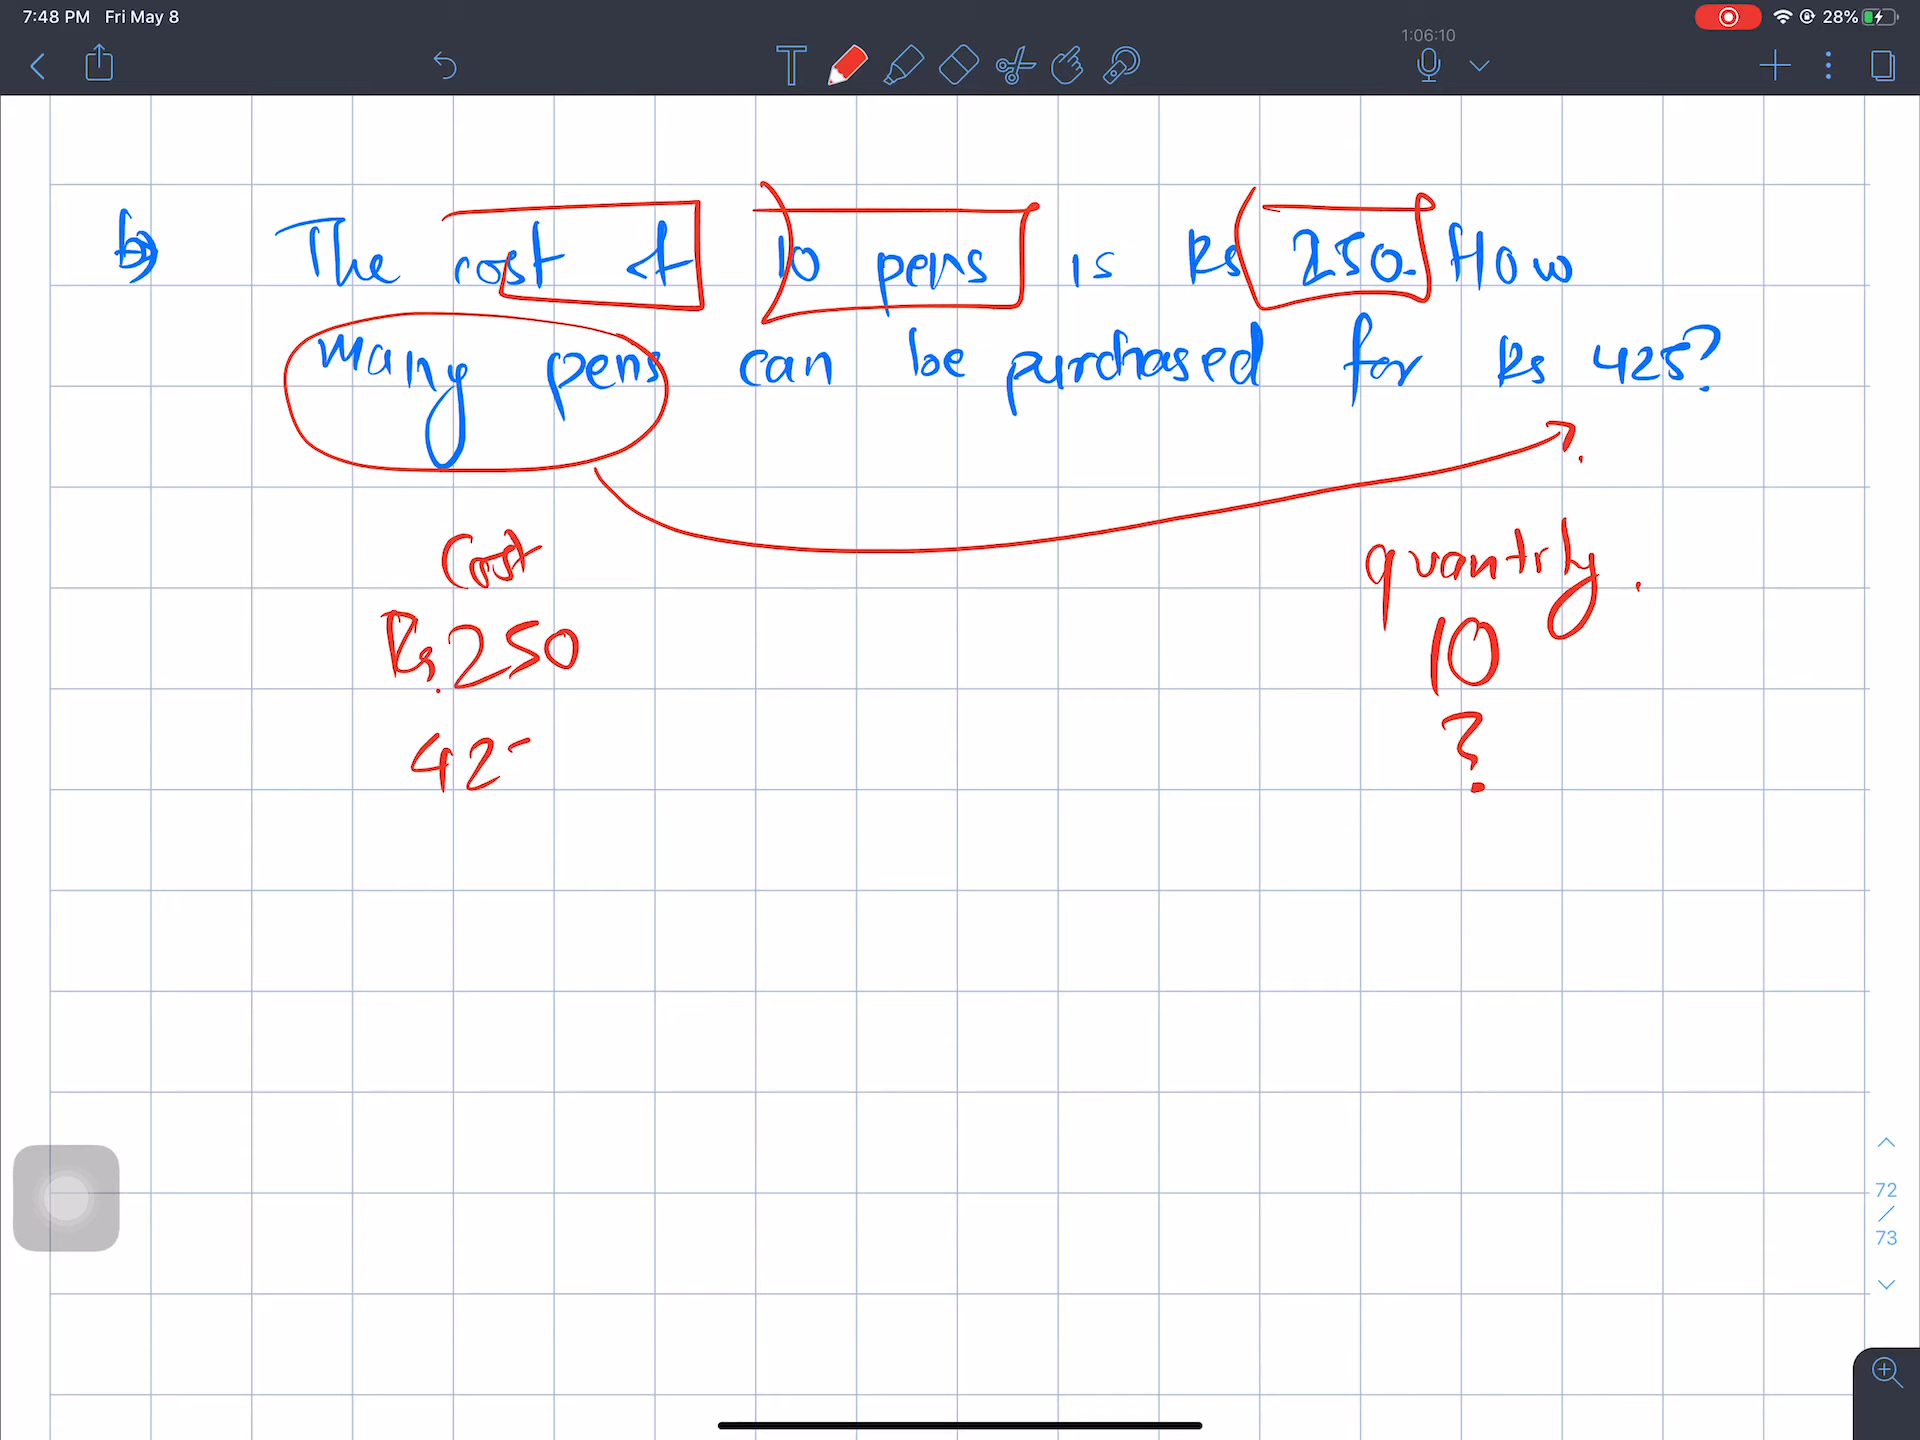 7:48 PM Fri May 8
28%
1:06:10
b) The cost of 10 pens is Rs 250. How
many pens can be purchased for Rs 425?
Cost quantity.
Rs.250 10
42- ?
72
/
73